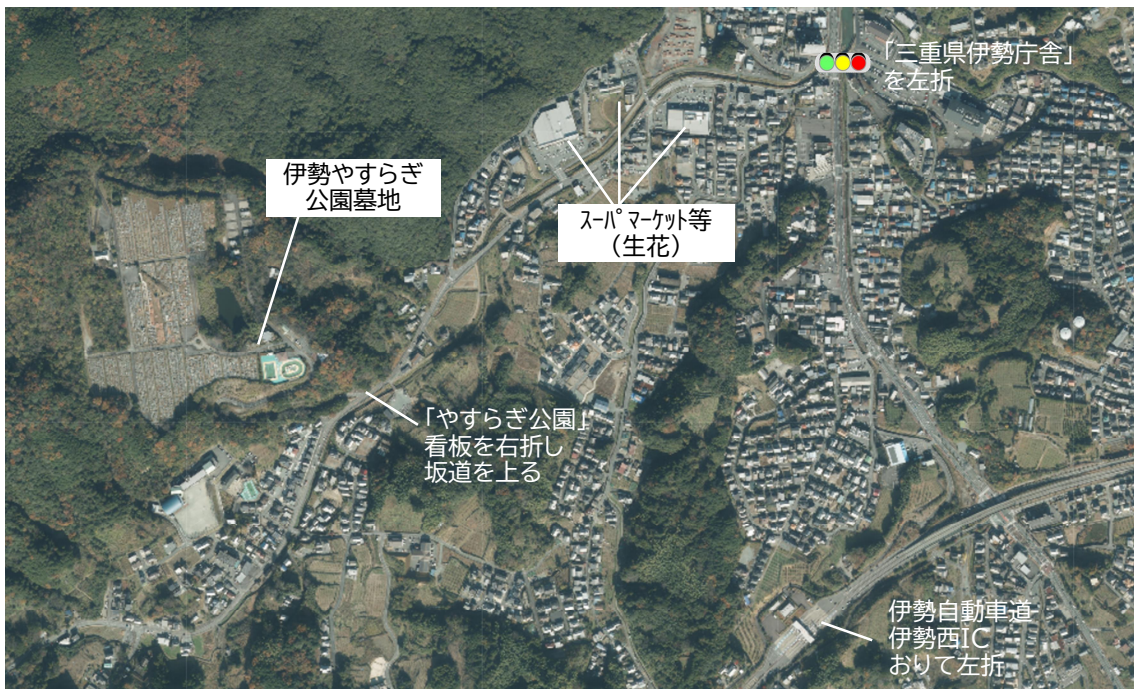 「三重県伊勢庁舎」
を左折
伊勢やすらぎ
公園墓地
ｽｰﾊﾟﾏｰｹｯﾄ等
（生花）
「やすらぎ公園」
看板を右折し
坂道を上る
伊勢自動車道
伊勢西IC
おりて左折